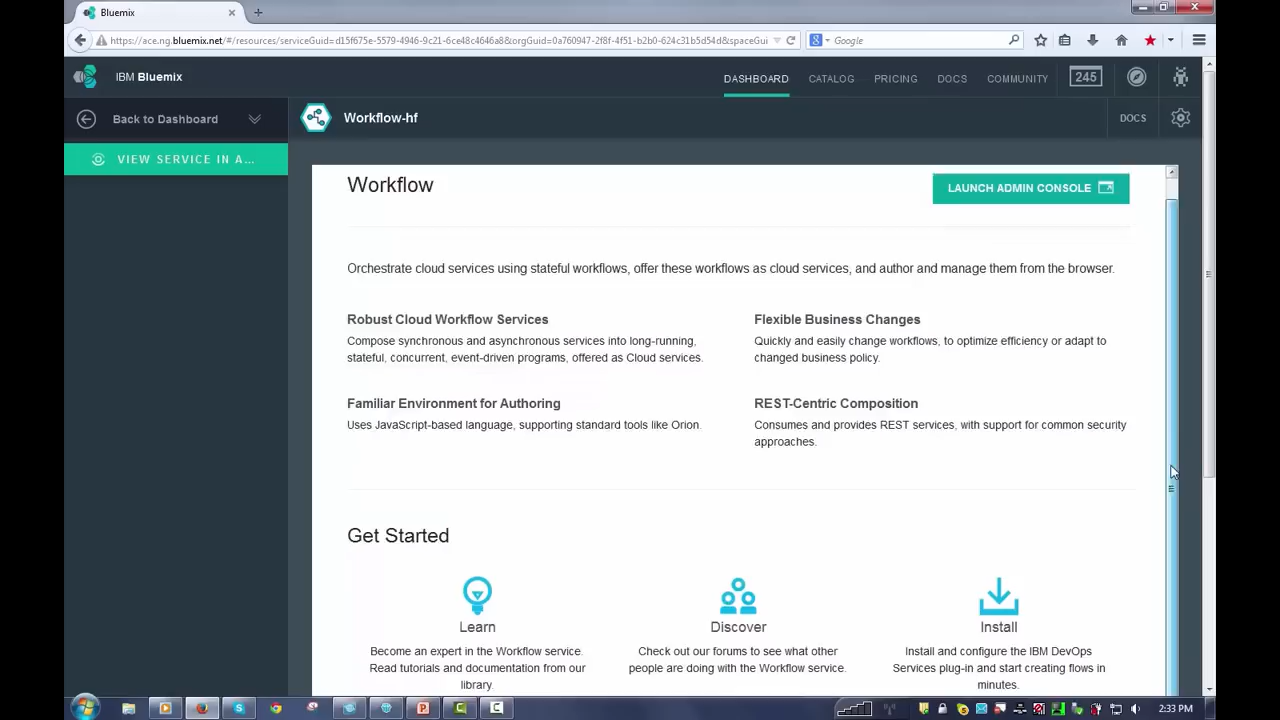 Bluemix
https://ace.ng.bluemix.net/#/resources/serviceGuid=d15f675e-5579-4946-9c21-6ce48c4646a8&orgGuid=0a760947-2f8f-4f51-b2b0-624c31b5d54d&spaceGui
Google
IBM Bluemix
DASHBOARD
CATALOG
PRICING
DOCS
COMMUNITY
245
Back to Dashboard
Workflow-hf
DOCS
VIEW SERVICE IN A...
Workflow
LAUNCH ADMIN CONSOLE
Orchestrate cloud services using stateful workflows, offer these workflows as cloud services, and author and manage them from the browser.
Robust Cloud Workflow Services
Compose synchronous and asynchronous services into long-running,
stateful, concurrent, event-driven programs, offered as Cloud services.
Flexible Business Changes
Quickly and easily change workflows, to optimize efficiency or adapt to
changed business policy.
Familiar Environment for Authoring
Uses JavaScript-based language, supporting standard tools like Orion.
REST-Centric Composition
Consumes and provides REST services, with support for common security
approaches.
Get Started
Learn
Become an expert in the Workflow service.
Read tutorials and documentation from our
library.
Discover
Check out our forums to see what other
people are doing with the Workflow service.
Install
Install and configure the IBM DevOps
Services plug-in and start creating flows in
minutes.
2:33 PM